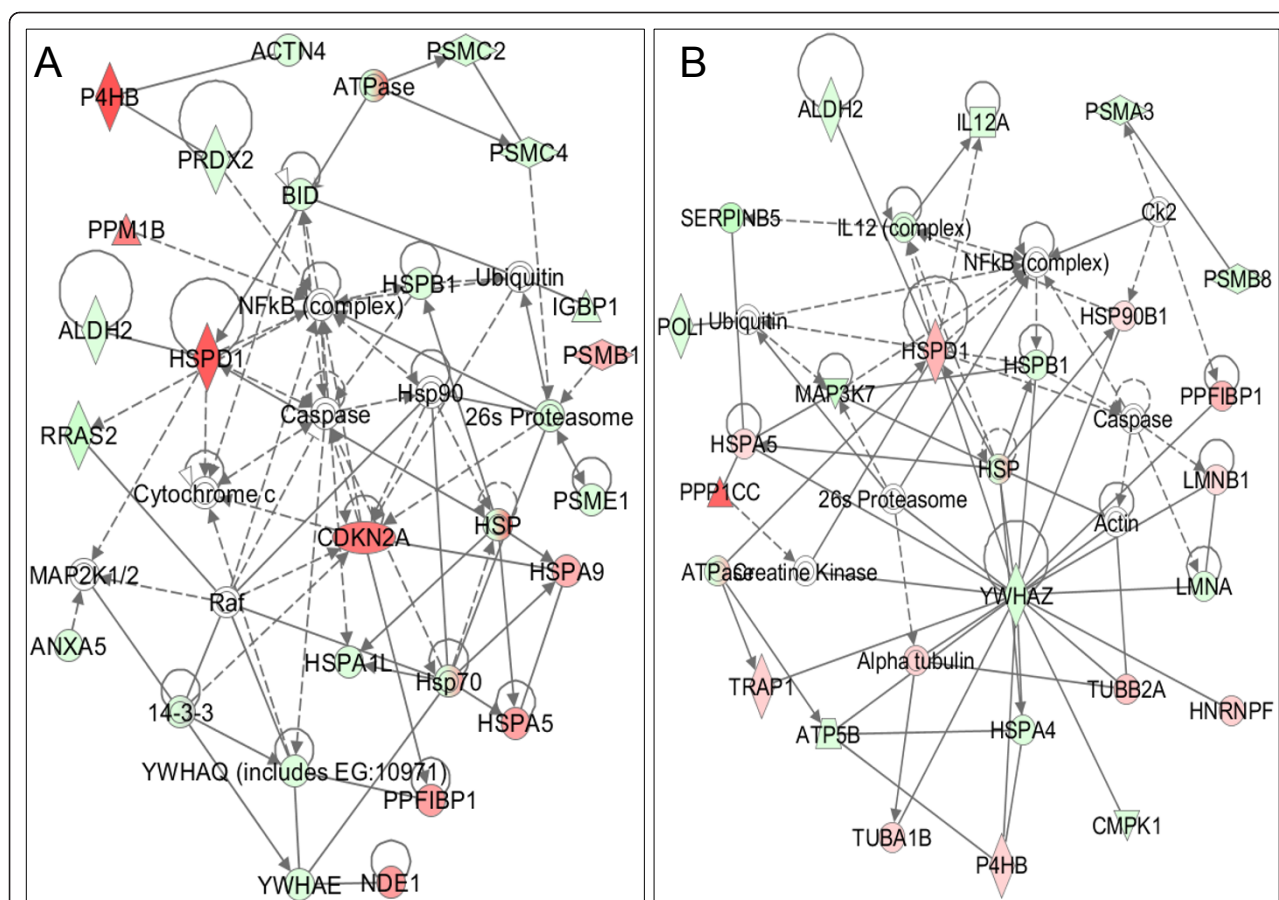 A
ACTN4
PSMC2
P4HB
ATPase
PRDX2
PSMC4
BID
PPM1B
HSPB1
Ubiquitin
NFkB (complex)
IGBP1
ALDH2
HSPD1
PSMB1
Hsp90
Caspase
26s Proteasome
RRAS2
Cytochrome c
PSME1
HSP
CDKN2A
MAP2K1/2
HSPA9
Raf
ANXA5
HSPA1L
Hsp70
14-3-3
HSPA5
YWHAQ (includes EG:10971)
PPFIBP1
YWHAE
NDE1
B
ALDH2
IL12A
PSMA3
SERPINB5
IL12 (complex)
Ck2
NFkB (complex)
PSMB8
POLI
Ubiquitin
HSP90B1
HSPD1
HSPB1
MAP3K7
PPFIBP1
Caspase
HSPA5
HSP
LMNB1
PPP1CC
26s Proteasome
Actin
ATPase
Creatine Kinase
YWHAZ
LMNA
Alpha tubulin
TRAP1
TUBB2A
HNRNPF
ATP5B
HSPA4
TUBA1B
CMPK1
P4HB